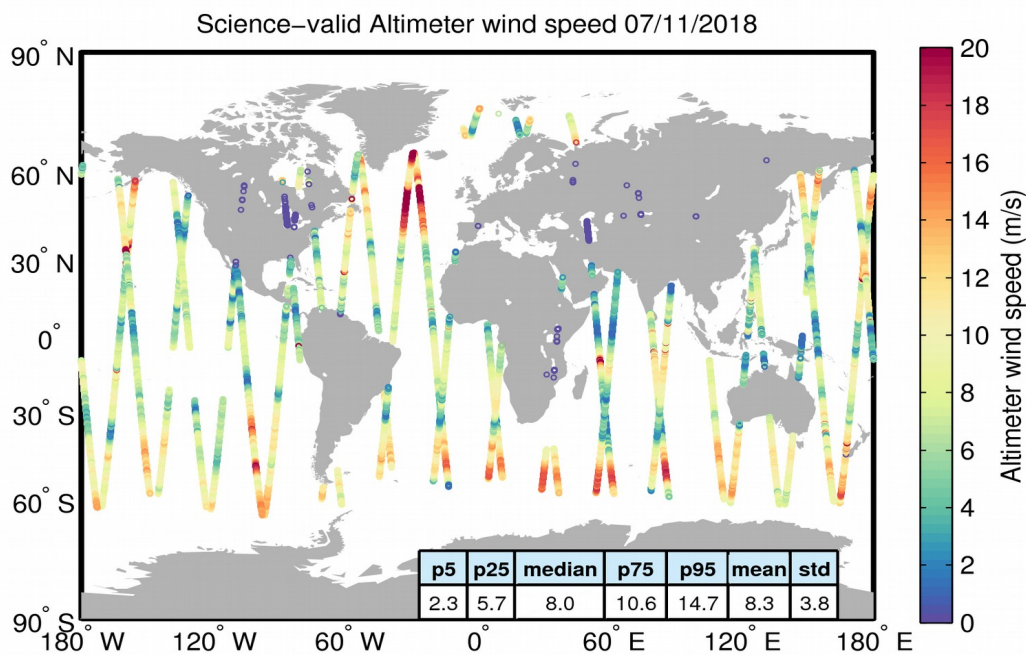 Science-valid Altimeter wind speed 07/11/2018
90° N
60° N
30° N
0°
30° S
60° S
90° S
180° W
120° W
60° W
0°
60° E
120° E
180° E
p5 p25 median p75 p95 mean std
2.3 5.7 8.0 10.6 14.7 8.3 3.8
20
18
16
14
12
10
8
6
4
2
0
Altimeter wind speed (m/s)